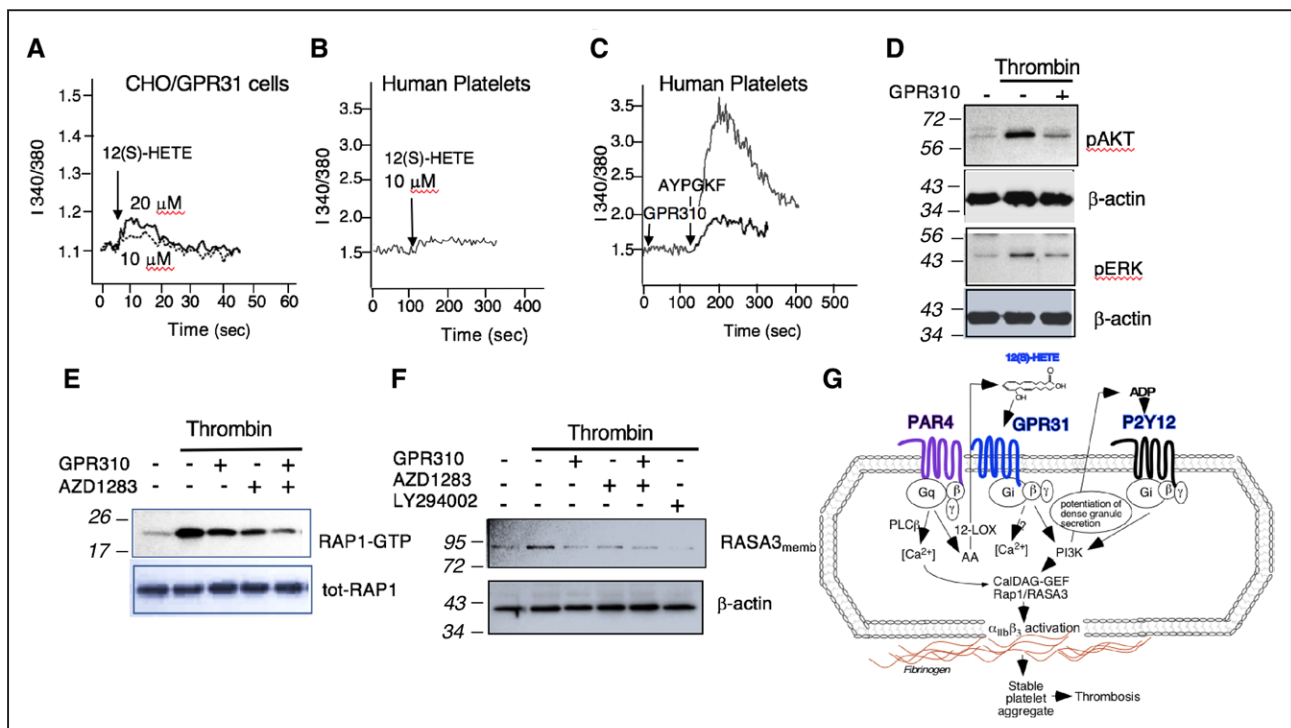 A
CHO/GPR31 cells
1.5
1.4
1.3
1.2
1.1
I 340/380
12(S)-HETE
20 μM
10 μM
0 10 20 30 40 50 60
Time (sec)
B
Human Platelets
3.5
3.0
2.5
2.0
1.5
I 340/380
12(S)-HETE
10 μM
0 100 200 300 400
Time (sec)
C
Human Platelets
3.5
3.0
2.5
2.0
1.5
I 340/380
AYPGKF
GPR310
0 100 200 300 400 500
Time (sec)
D
Thrombin
GPR310 - - +
72
56
pAKT
43
34
β-actin
56
43
pERK
43
34
β-actin
E
Thrombin
GPR310 - - + - +
AZD1283 - - - + +
26
17
RAP1-GTP
tot-RAP1
F
Thrombin
GPR310 - - + - + -
AZD1283 - - - + + -
LY294002 - - - - - +
95
72
RASA3memb
43
34
β-actin
G
12(S)-HETE
O
OH
OH
ADP
PAR4
GPR31
P2Y12
Gq
β
γ
Gi
β
γ
Gi
β
γ
potentiation of
dense granule
secretion
PLCβ
12-LOX
[Ca2+]
AA
[Ca2+]
PI3K
CalDAG-GEF
Rap1/RASA3
αIIbβ3 activation
Fibrinogen
Stable
platelet
aggregate
Thrombosis